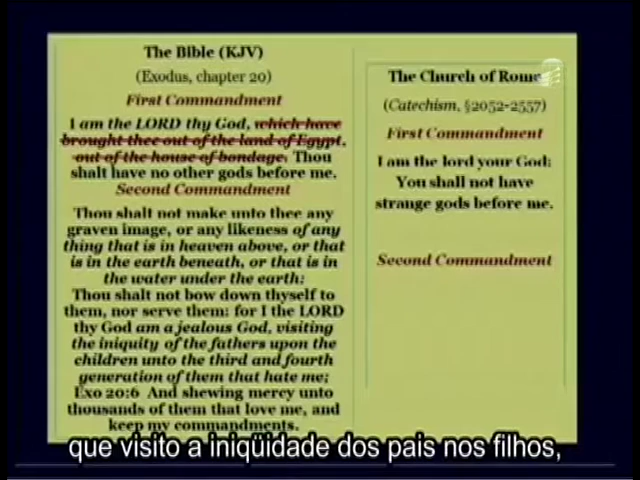 The Bible (KJV)
(Exodus, chapter 20)
First Commandment
I am the LORD thy God, which have
brought thee out of the land of Egypt,
out of the house of bondage. Thou
shalt have no other gods before me.
Second Commandment
Thou shalt not make unto thee any
graven image, or any likeness of any
thing that is in heaven above, or that
is in the earth beneath, or that is in
the water under the earth:
Thou shalt not bow down thyself to
them, nor serve them: for I the LORD
thy God am a jealous God, visiting
the iniquity of the fathers upon the
children unto the third and fourth
generation of them that hate me;
Exo 20:6 And shewing mercy unto
thousands of them that love me, and
keep my commandments.
The Church of Rome
(Catechism, §2052-2557)
First Commandment
I am the lord your God:
You shall not have
strange gods before me.
Second Commandment
que visito a iniqüidade dos pais nos filhos,